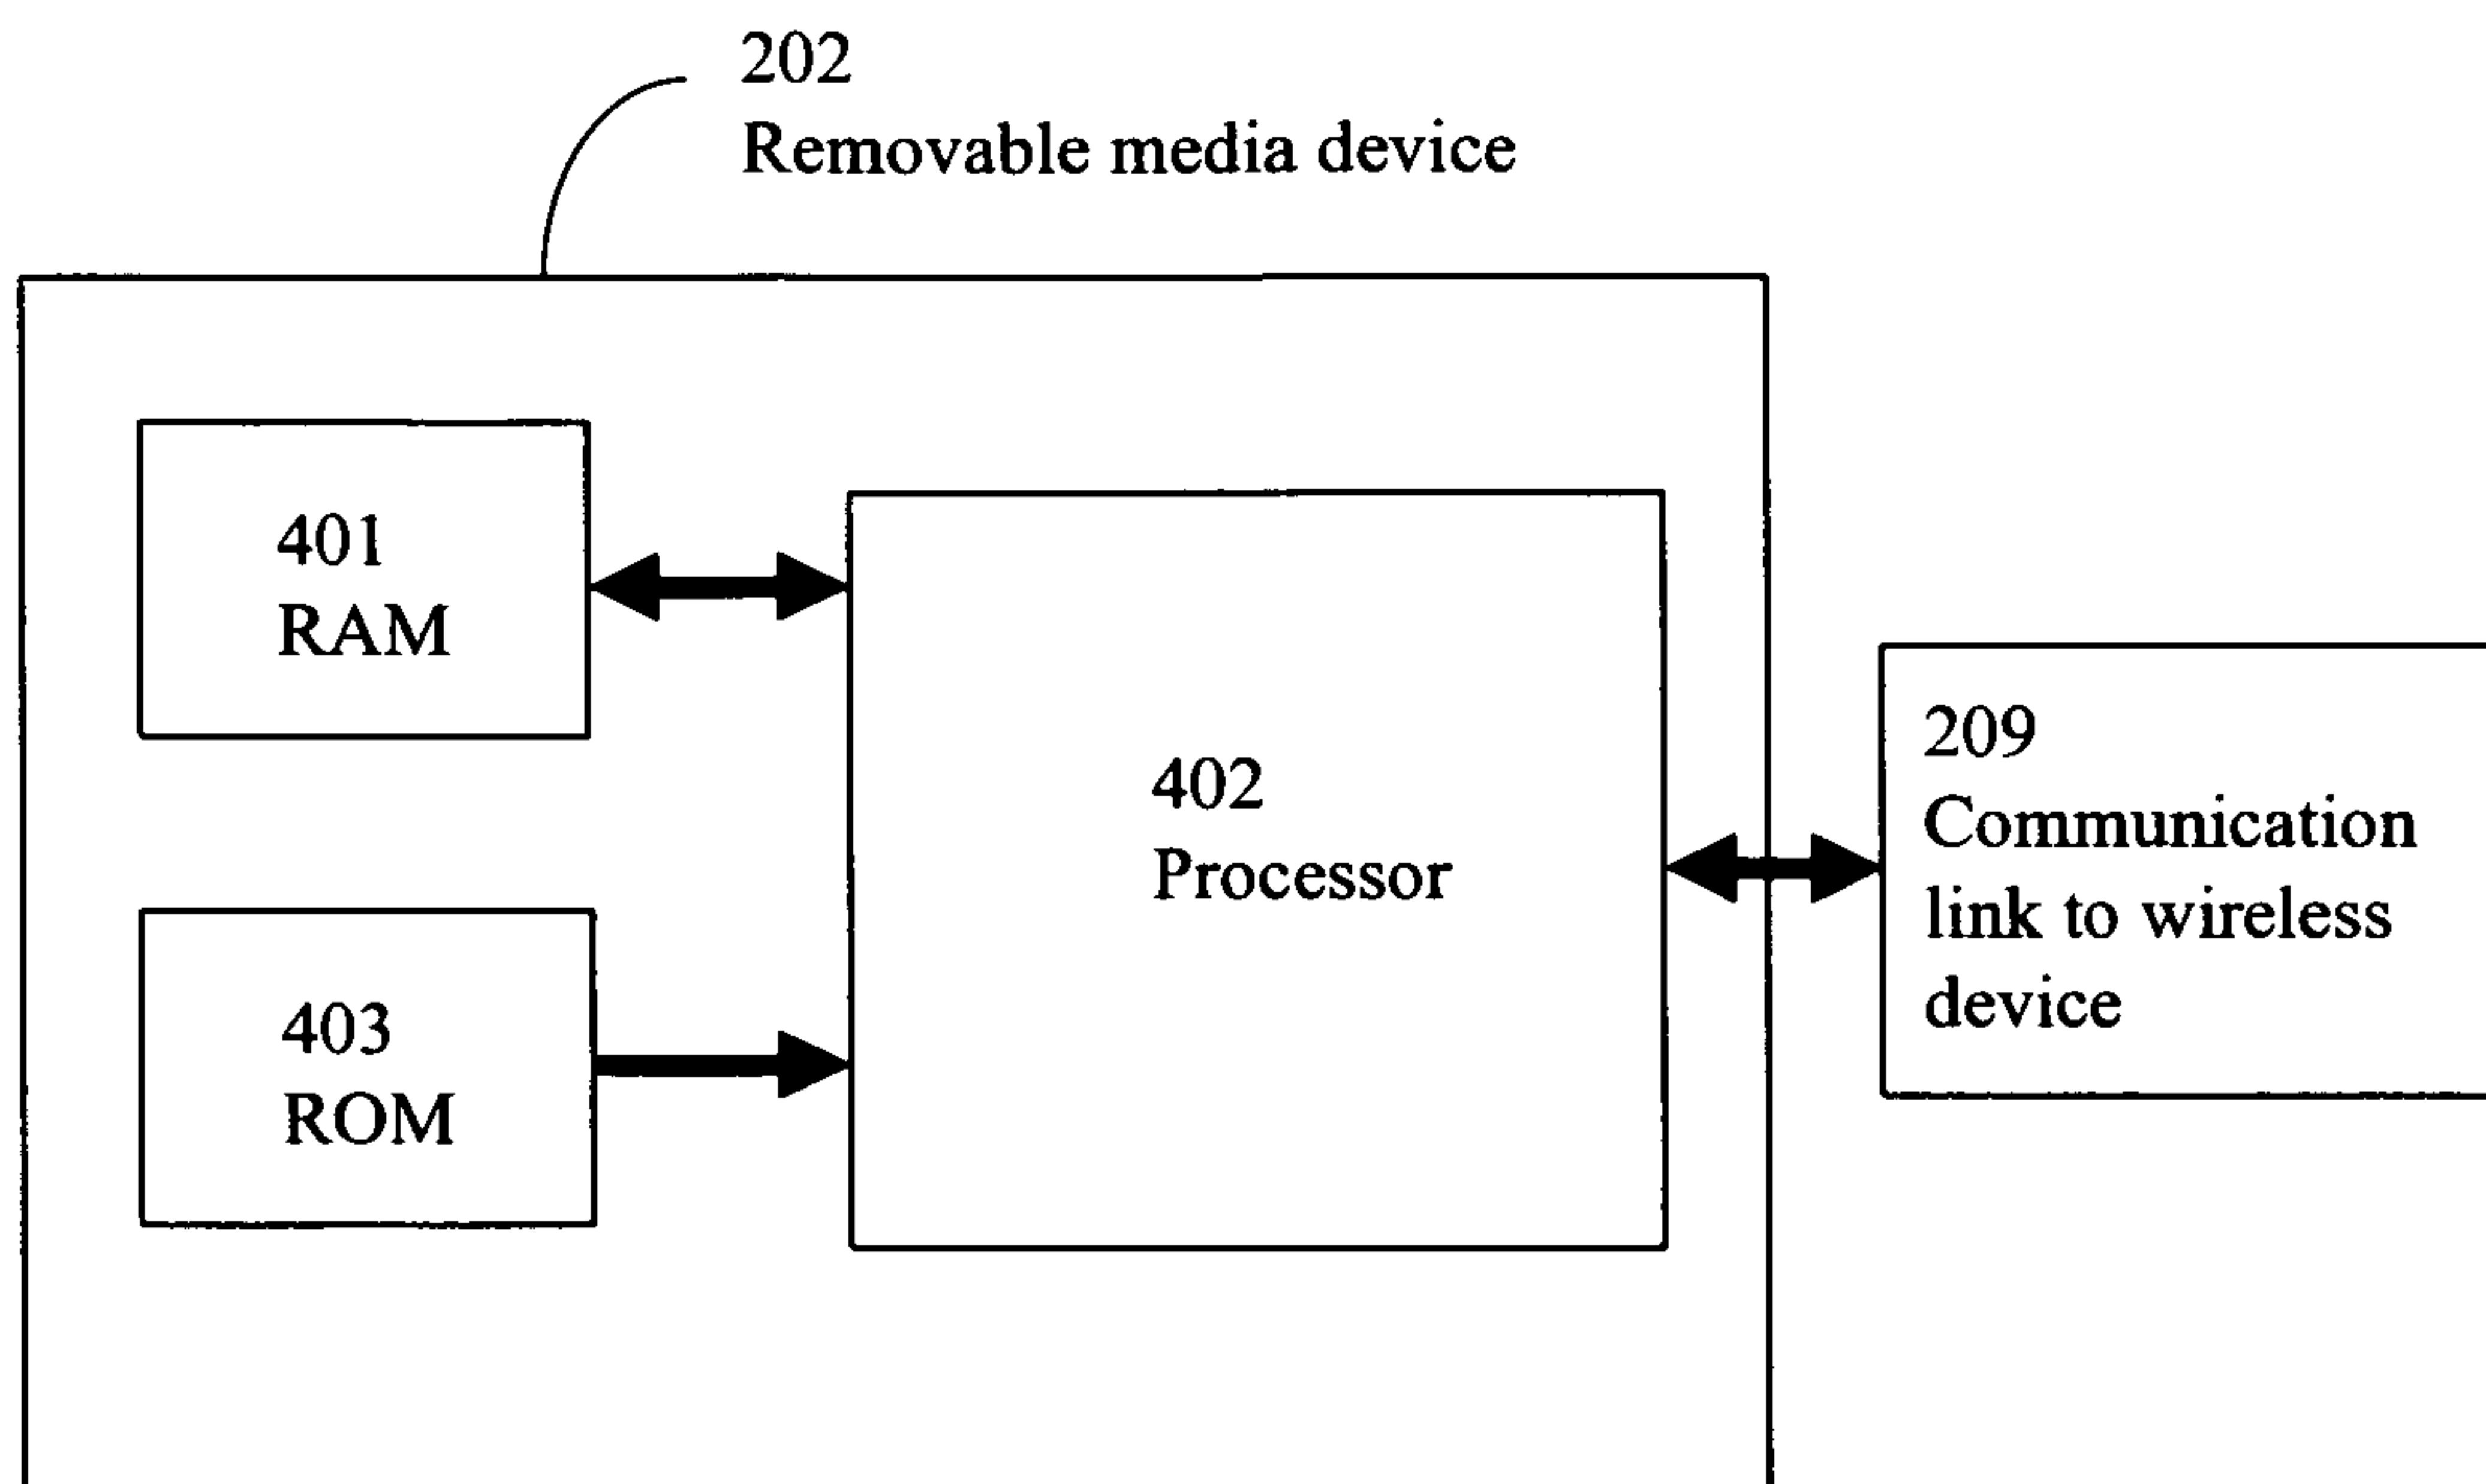 202
Removable media device
401
RAM
402
Processor
209
Communication
link to wireless
device
403
ROM